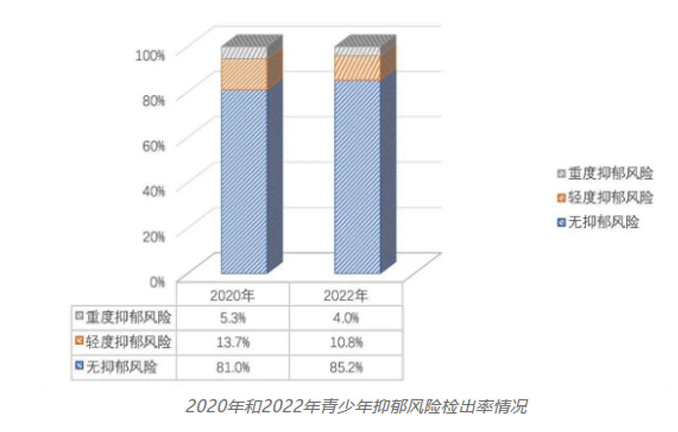 100%
80%
60%
40%
20%
0%
重度抑郁风险
轻度抑郁风险
无抑郁风险
2020年 2022年
重度抑郁风险 5.3% 4.0%
轻度抑郁风险 13.7% 10.8%
无抑郁风险 81.0% 85.2%
2020年和2022年青少年抑郁风险检出率情况